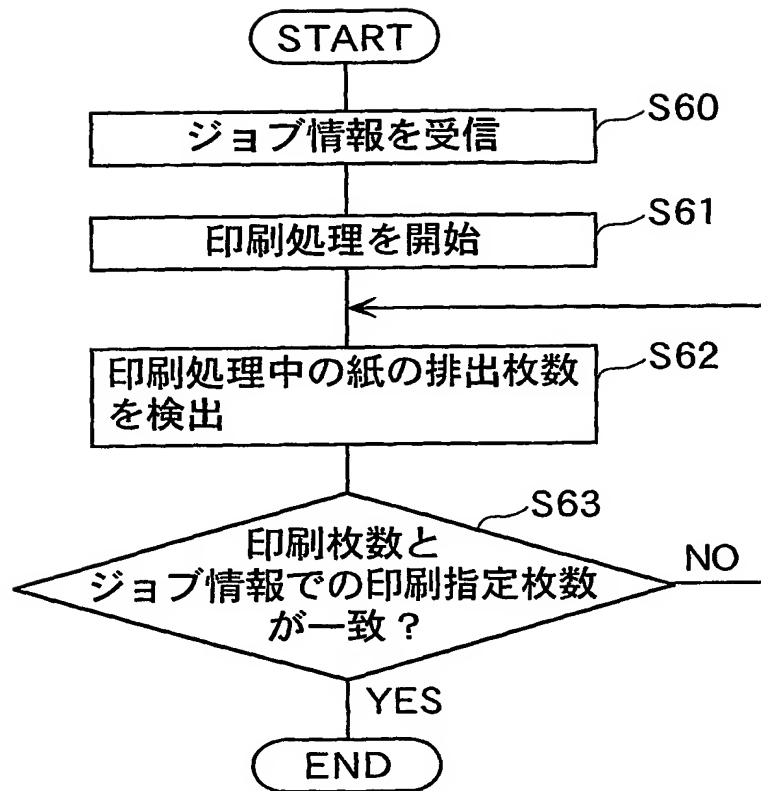 START
ジョブ情報を受信
S60
印刷処理を開始
S61
印刷処理中の紙の排出枚数
を検出
S62
印刷枚数と
ジョブ情報での印刷指定枚数
が一致？
S63
NO
YES
END